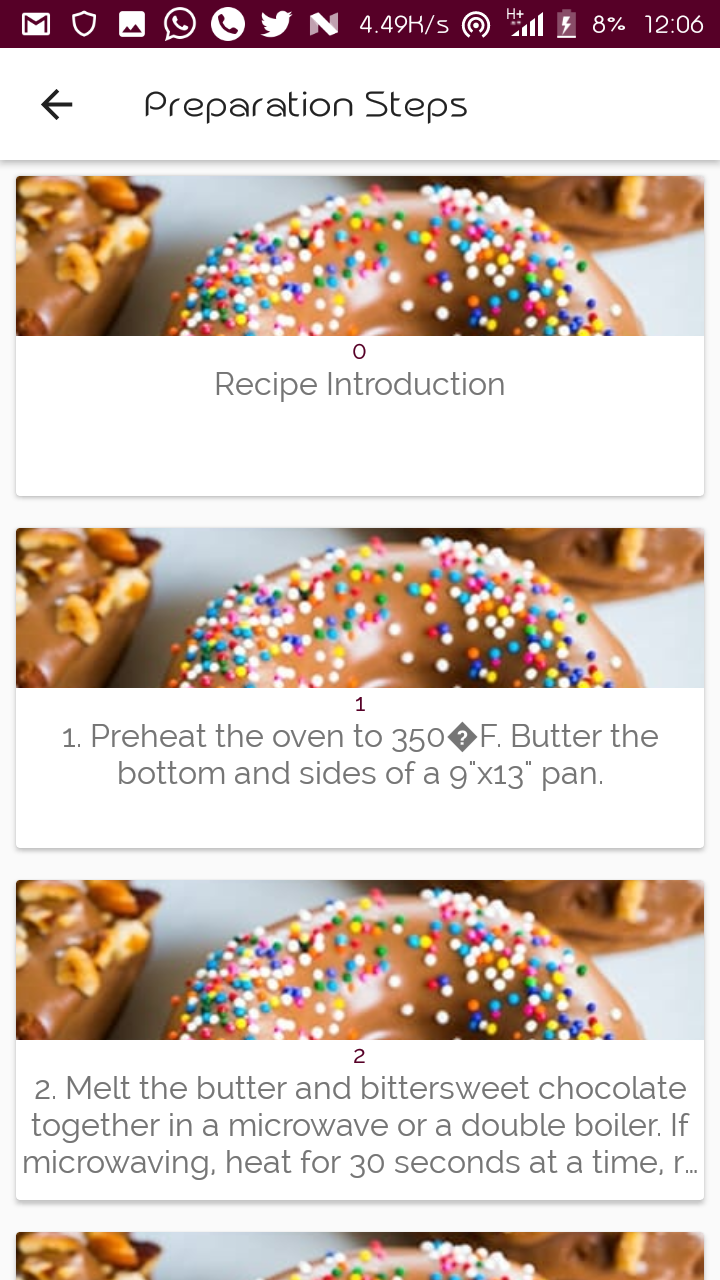 4.49K/s H+ 8% 12:06
Preparation Steps
0
Recipe Introduction
1
1. Preheat the oven to 350�F. Butter the
bottom and sides of a 9"x13" pan.
2
2. Melt the butter and bittersweet chocolate
together in a microwave or a double boiler. If
microwaving, heat for 30 seconds at a time, r...